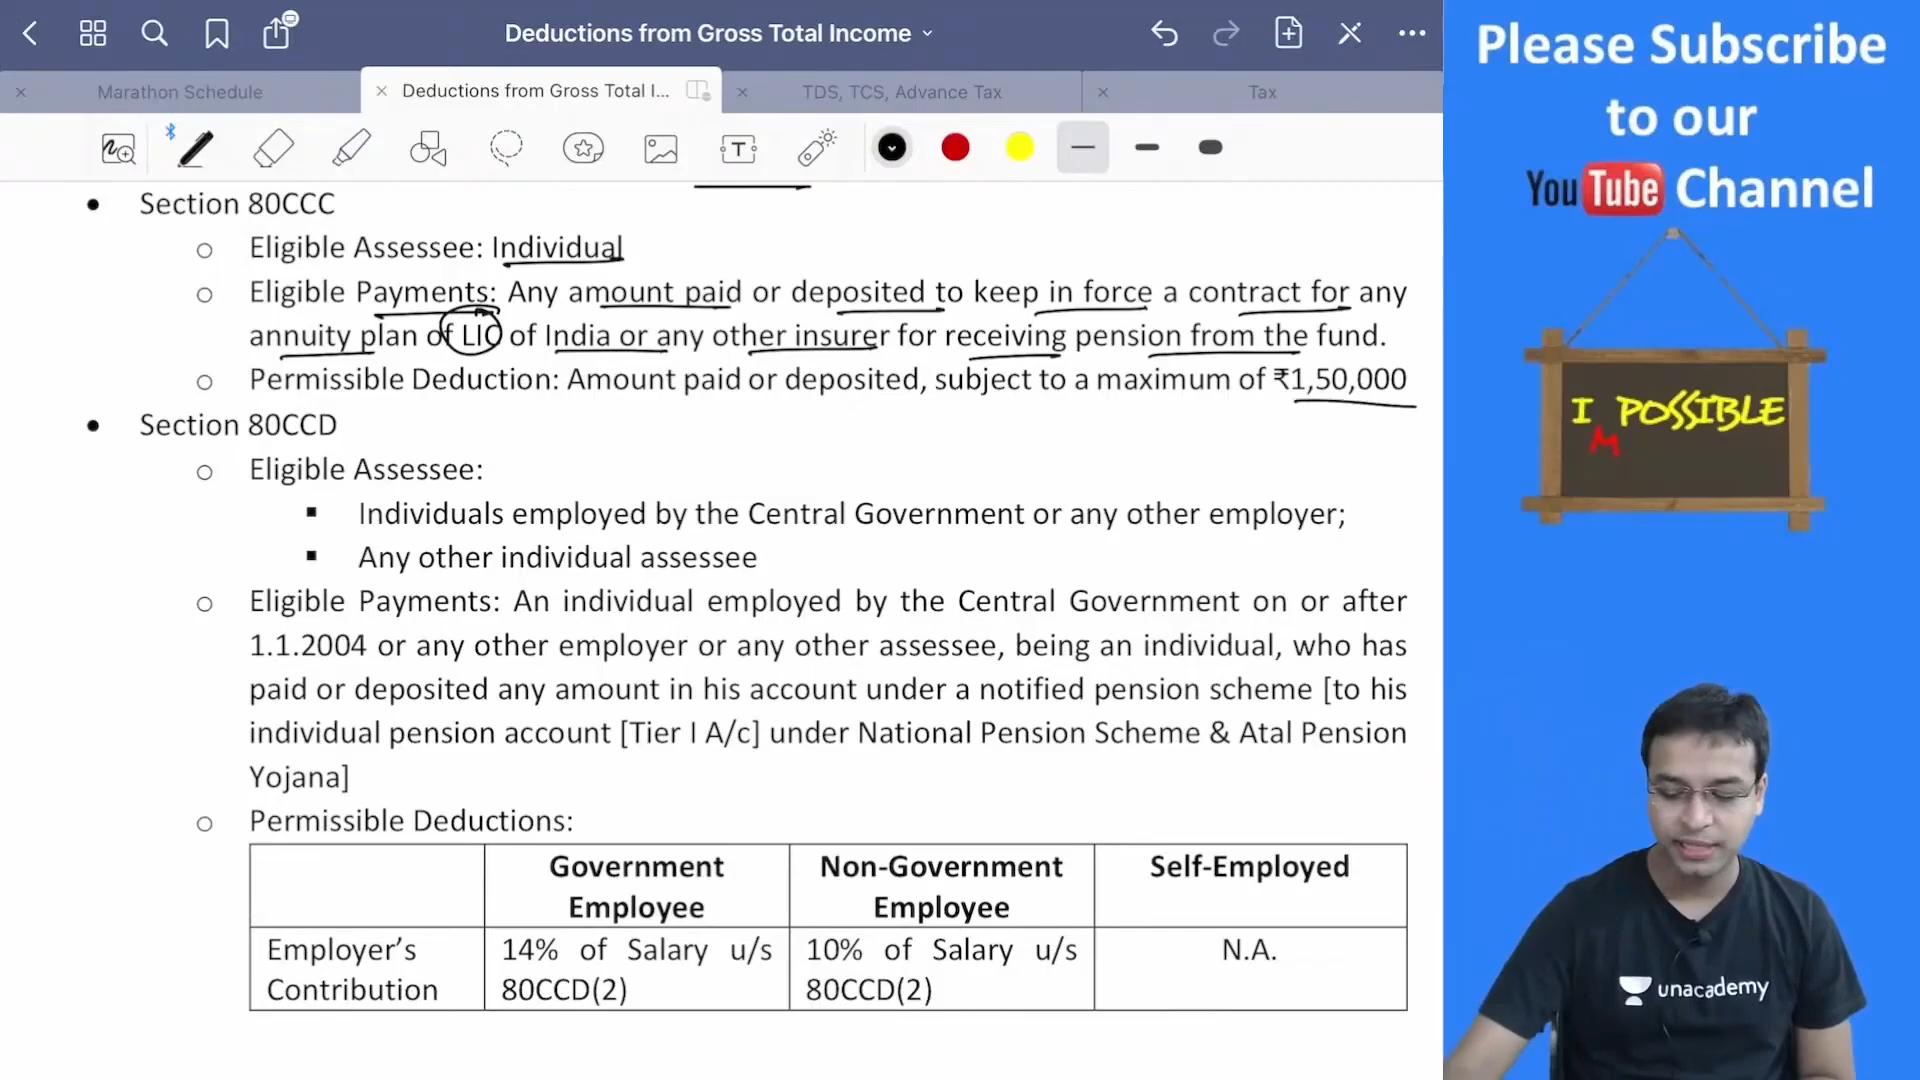 Deductions from Gross Total Income
Marathon Schedule
Deductions from Gross Total I...
TDS, TCS, Advance Tax
Tax
T
Section 80CCC
Eligible Assessee: Individual
Eligible Payments: Any amount paid or deposited to keep in force a contract for any
annuity plan of LIC of India or any other insurer for receiving pension from the fund.
Permissible Deduction: Amount paid or deposited, subject to a maximum of ₹1,50,000
Section 80CCD
Eligible Assessee:
Individuals employed by the Central Government or any other employer;
Any other individual assessee
Eligible Payments: An individual employed by the Central Government on or after
1.1.2004 or any other employer or any other assessee, being an individual, who has
paid or deposited any amount in his account under a notified pension scheme [to his
individual pension account [Tier I A/c] under National Pension Scheme & Atal Pension
Yojana]
Permissible Deductions:
Government
Employee
Non-Government
Employee
Self-Employed
Employer's
Contribution
14% of Salary u/s
80CCD(2)
10% of Salary u/s
80CCD(2)
N.A.
Please Subscribe
to our
YouTube Channel
I POSSIBLE
M
unacademy